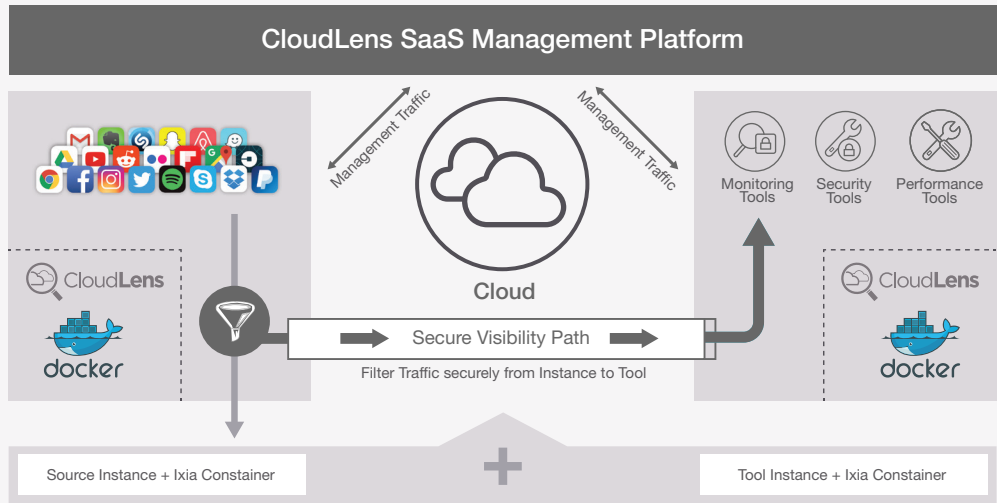 CloudLens SaaS Management Platform
Management Traffic
Management Traffic
Monitoring
Tools
Security
Tools
Performance
Tools
CloudLens
docker
Cloud
Secure Visibility Path
Filter Traffic securely from Instance to Tool
CloudLens
docker
Source Instance + Ixia Constainer
+
Tool Instance + Ixia Constainer